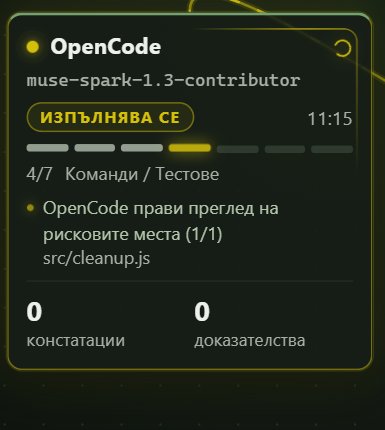 OpenCode
muse-spark-1.3-contributor
ИЗПЪЛНЯВА СЕ 11:15
4/7 Команди / Тестове
OpenCode прави преглед на
рисковите места (1/1)
src/cleanup.js
0 0
констатации доказателства